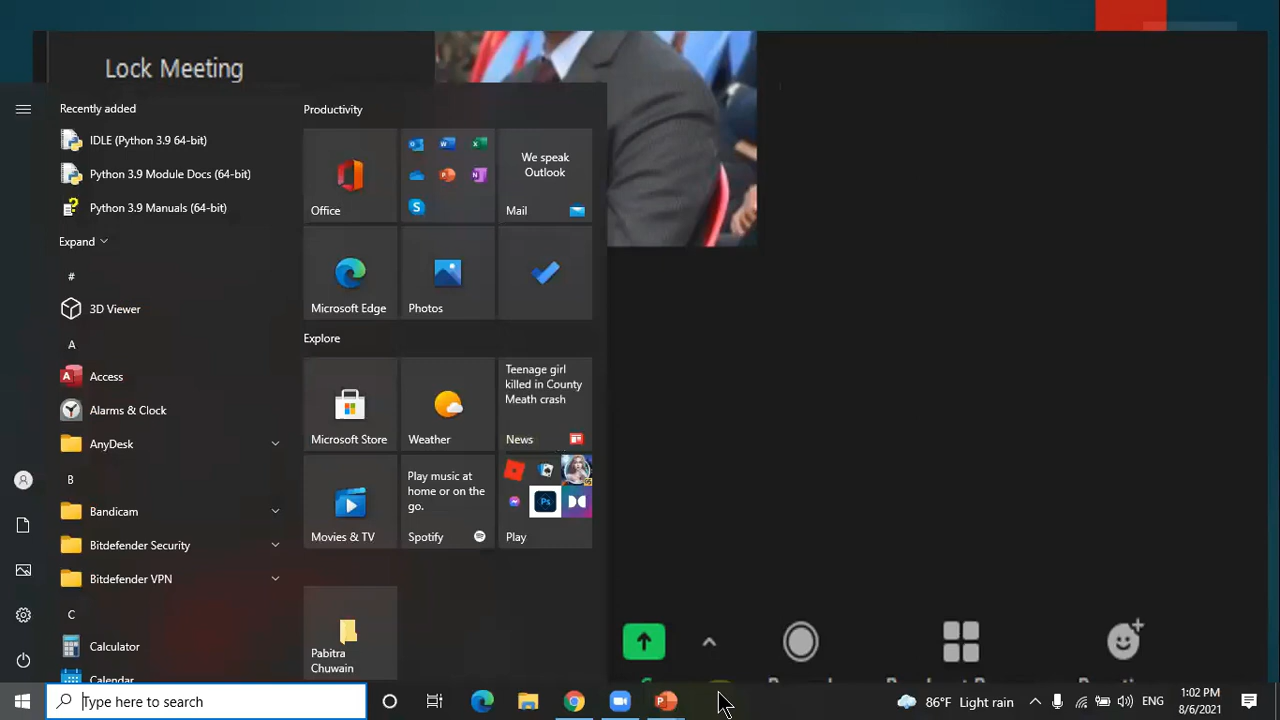 Lock Meeting
Recently added
IDLE (Python 3.9 64-bit)
Python 3.9 Module Docs (64-bit)
Python 3.9 Manuals (64-bit)
Expand
#
3D Viewer
A
Access
Alarms & Clock
AnyDesk
B
Bandicam
Bitdefender Security
Bitdefender VPN
C
Calculator
Calendar
Productivity
Office
We speak
Outlook
Mail
Microsoft Edge
Photos
Explore
Microsoft Store
Weather
Teenage girl
killed in County
Meath crash
News
Movies & TV
Play music at
home or on the
go.
Spotify
Ps
Play
Pabitra
Chuwain
Type here to search
86°F Light rain
ENG
1:02 PM
8/6/2021